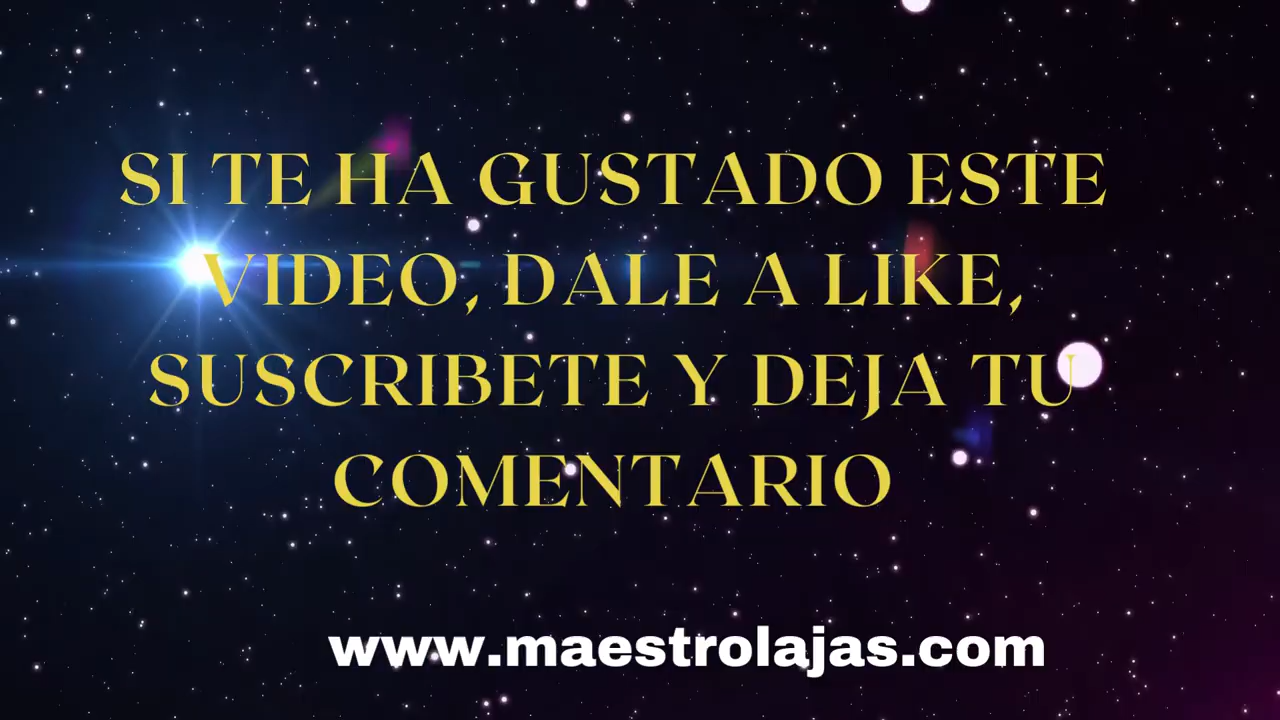 SI TE HA GUSTADO ESTE
VIDEO, DALE A LIKE,
SUSCRIBETE Y DEJA TU
COMENTARIO
www.maestrolajas.com